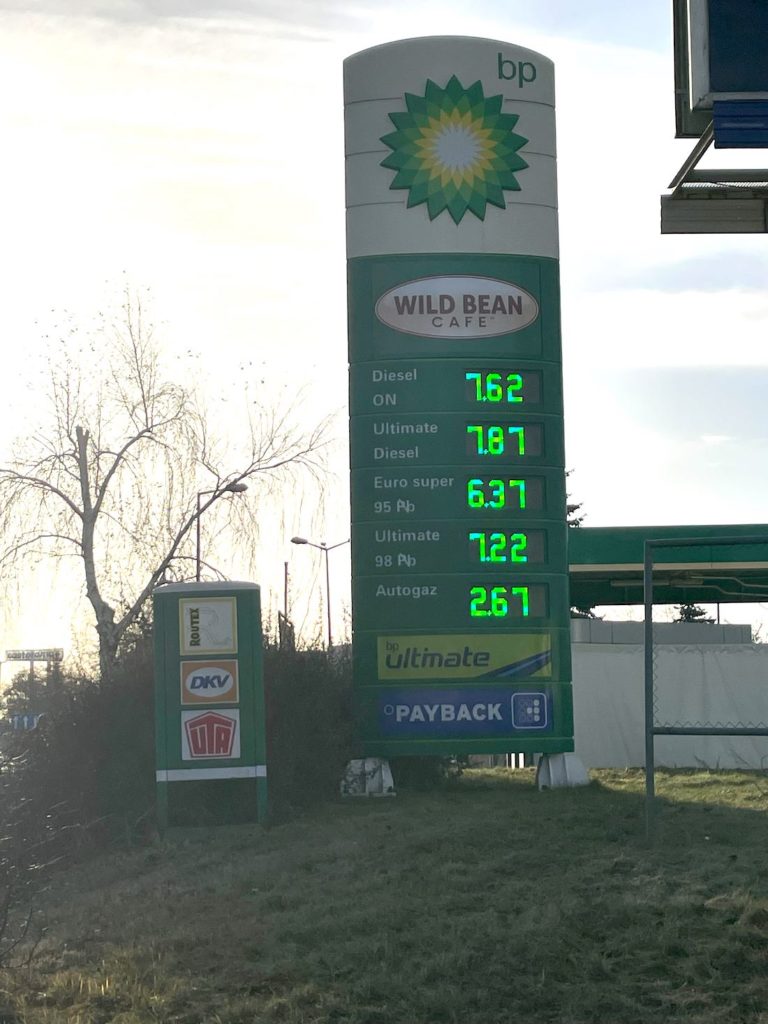 bp
WILD BEAN
CAFE
Diesel
ON
7.62
Ultimate
Diesel
7.87
Euro super
95 Pb
6.37
Ultimate
98 Pb
7.22
Autogaz
2.67
bp
ultimate
PAYBACK
ROUTEX
DKV
UTA